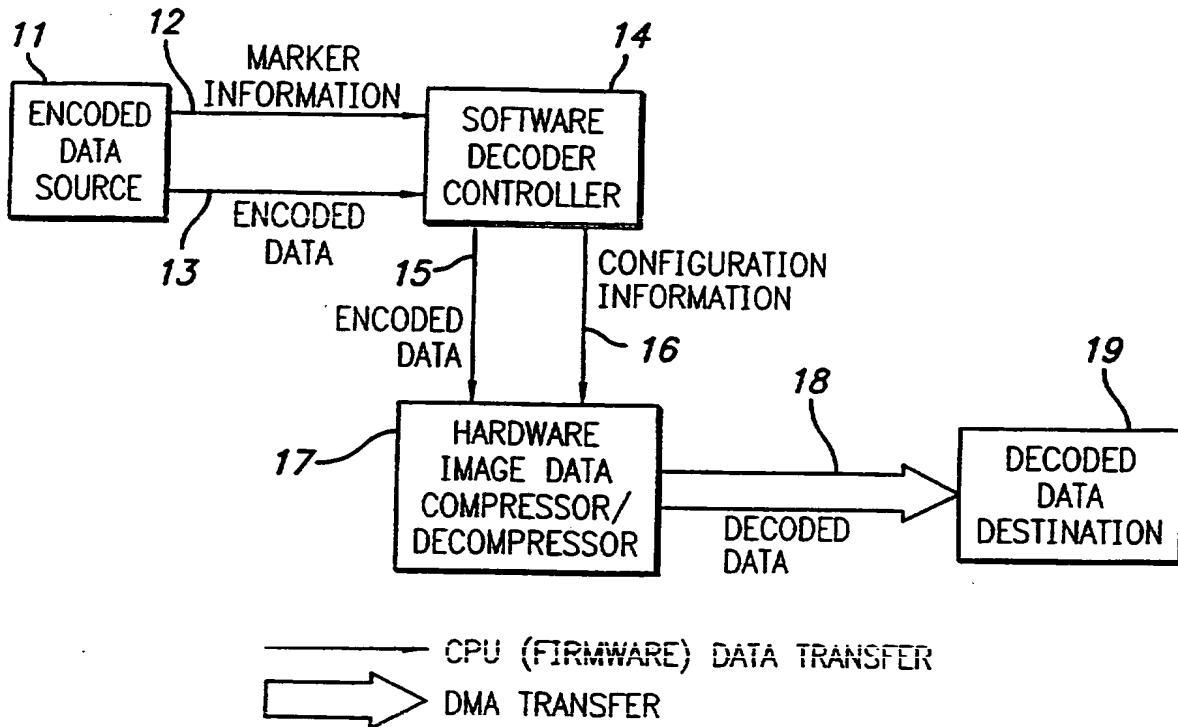 11
12
MARKER
INFORMATION
14
ENCODED
DATA
SOURCE
SOFTWARE
DECODER
CONTROLLER
13
ENCODED
DATA
15
CONFIGURATION
INFORMATION
ENCODED
DATA
16
17
HARDWARE
IMAGE DATA
COMPRESSOR/
DECOMPRESSOR
18
DECODED
DATA
19
DECODED
DATA
DESTINATION
CPU (FIRMWARE) DATA TRANSFER
DMA TRANSFER